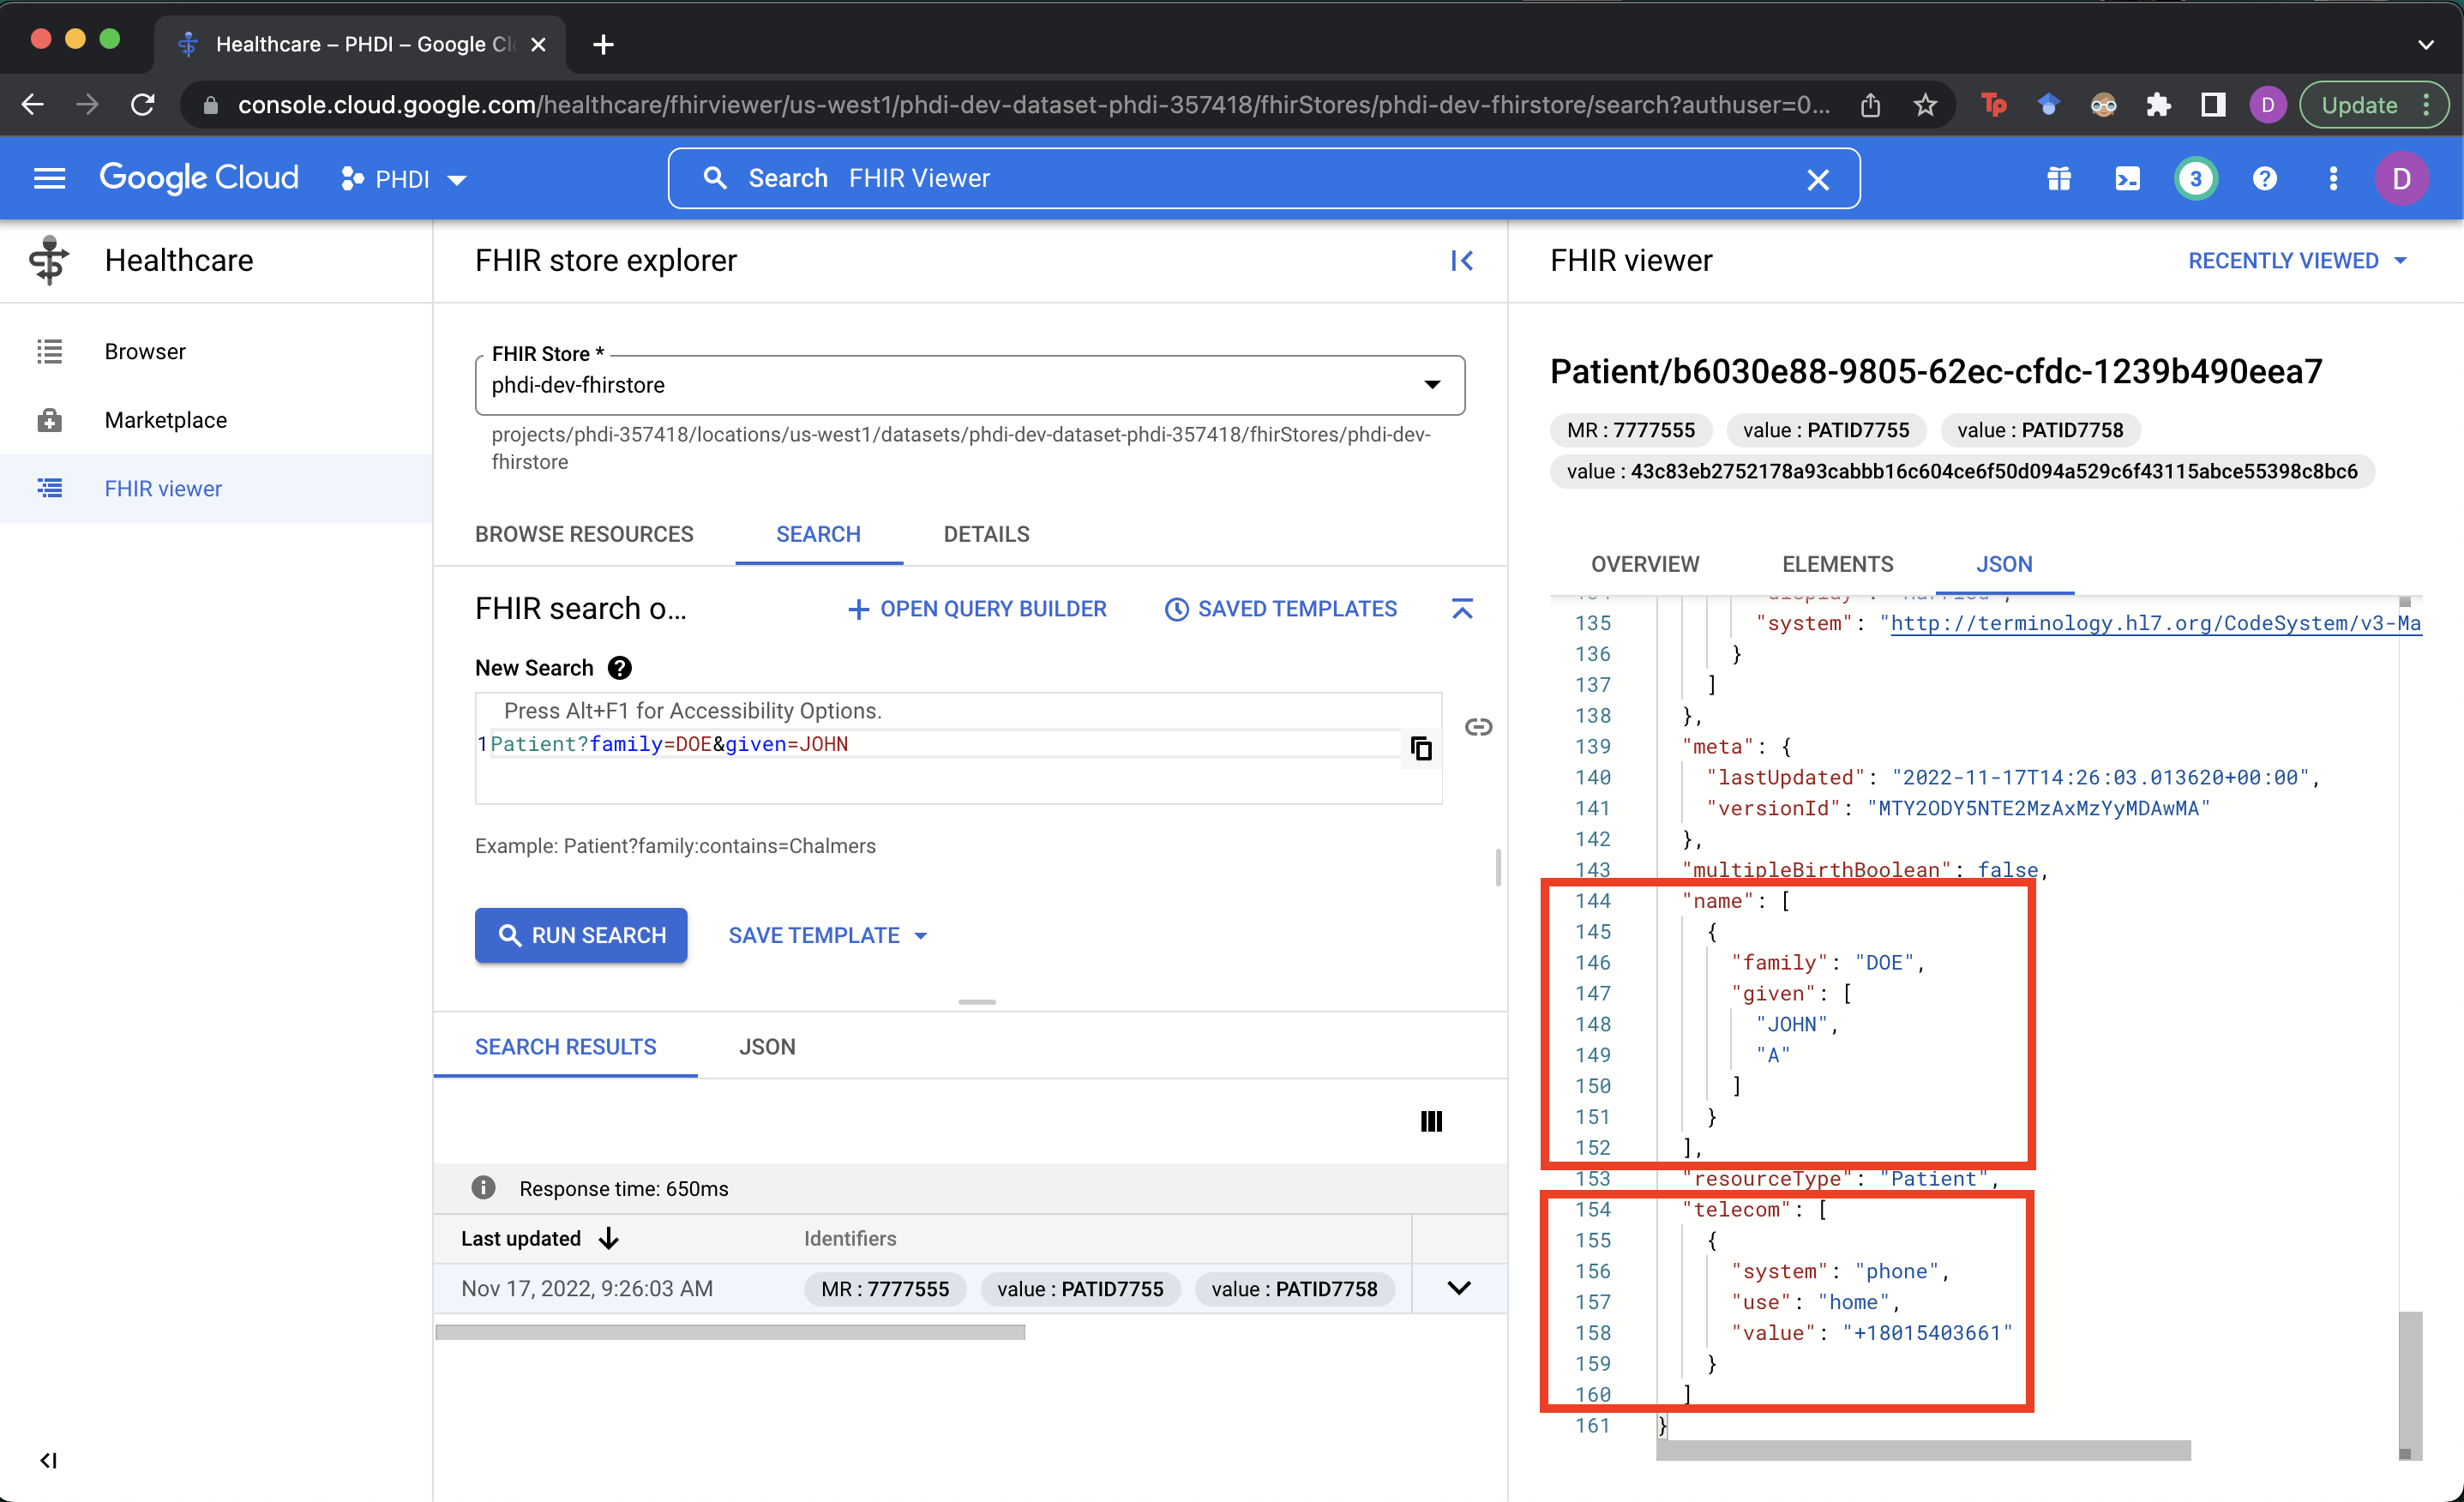 Healthcare – PHDI – Google Cl
console.cloud.google.com/healthcare/fhirviewer/us-west1/phdi-dev-dataset-phdi-357418/fhirStores/phdi-dev-fhirstore/search?authuser=0...
Tp
D
Update
Google Cloud
PHDI
Search FHIR Viewer
3
D
Healthcare
Browser
Marketplace
FHIR viewer
FHIR store explorer
FHIR Store *
phdi-dev-fhirstore
projects/phdi-357418/locations/us-west1/datasets/phdi-dev-dataset-phdi-357418/fhirStores/phdi-dev-
fhirstore
BROWSE RESOURCES SEARCH DETAILS
FHIR search o... OPEN QUERY BUILDER SAVED TEMPLATES
New Search
Press Alt+F1 for Accessibility Options.
1 Patient?family=DOE&given=JOHN
Example: Patient?family:contains=Chalmers
RUN SEARCH SAVE TEMPLATE
SEARCH RESULTS JSON
Response time: 650ms
Last updated Identifiers
Nov 17, 2022, 9:26:03 AM MR : 7777555 value : PATID7755 value : PATID7758
FHIR viewer RECENTLY VIEWED
Patient/b6030e88-9805-62ec-cfdc-1239b490eea7
MR : 7777555 value : PATID7755 value : PATID7758
value : 43c83eb2752178a93cabbb16c604ce6f50d094a529c6f43115abce55398c8bc6
OVERVIEW ELEMENTS JSON
135 "system": "http://terminology.hl7.org/CodeSystem/v3-Ma
136 }
137 ]
138 },
139 "meta": {
140 "lastUpdated": "2022-11-17T14:26:03.013620+00:00",
141 "versionId": "MTY2ODY5NTE2MzAxMzYyMDAwMA"
142 },
143 "multipleBirthBoolean": false,
144 "name": [
145 {
146 "family": "DOE",
147 "given": [
148 "JOHN",
149 "A"
150 ]
151 }
152 ],
153 "resourceType": "Patient",
154 "telecom": [
155 {
156 "system": "phone",
157 "use": "home",
158 "value": "+18015403661"
159 }
160 ]
161 }